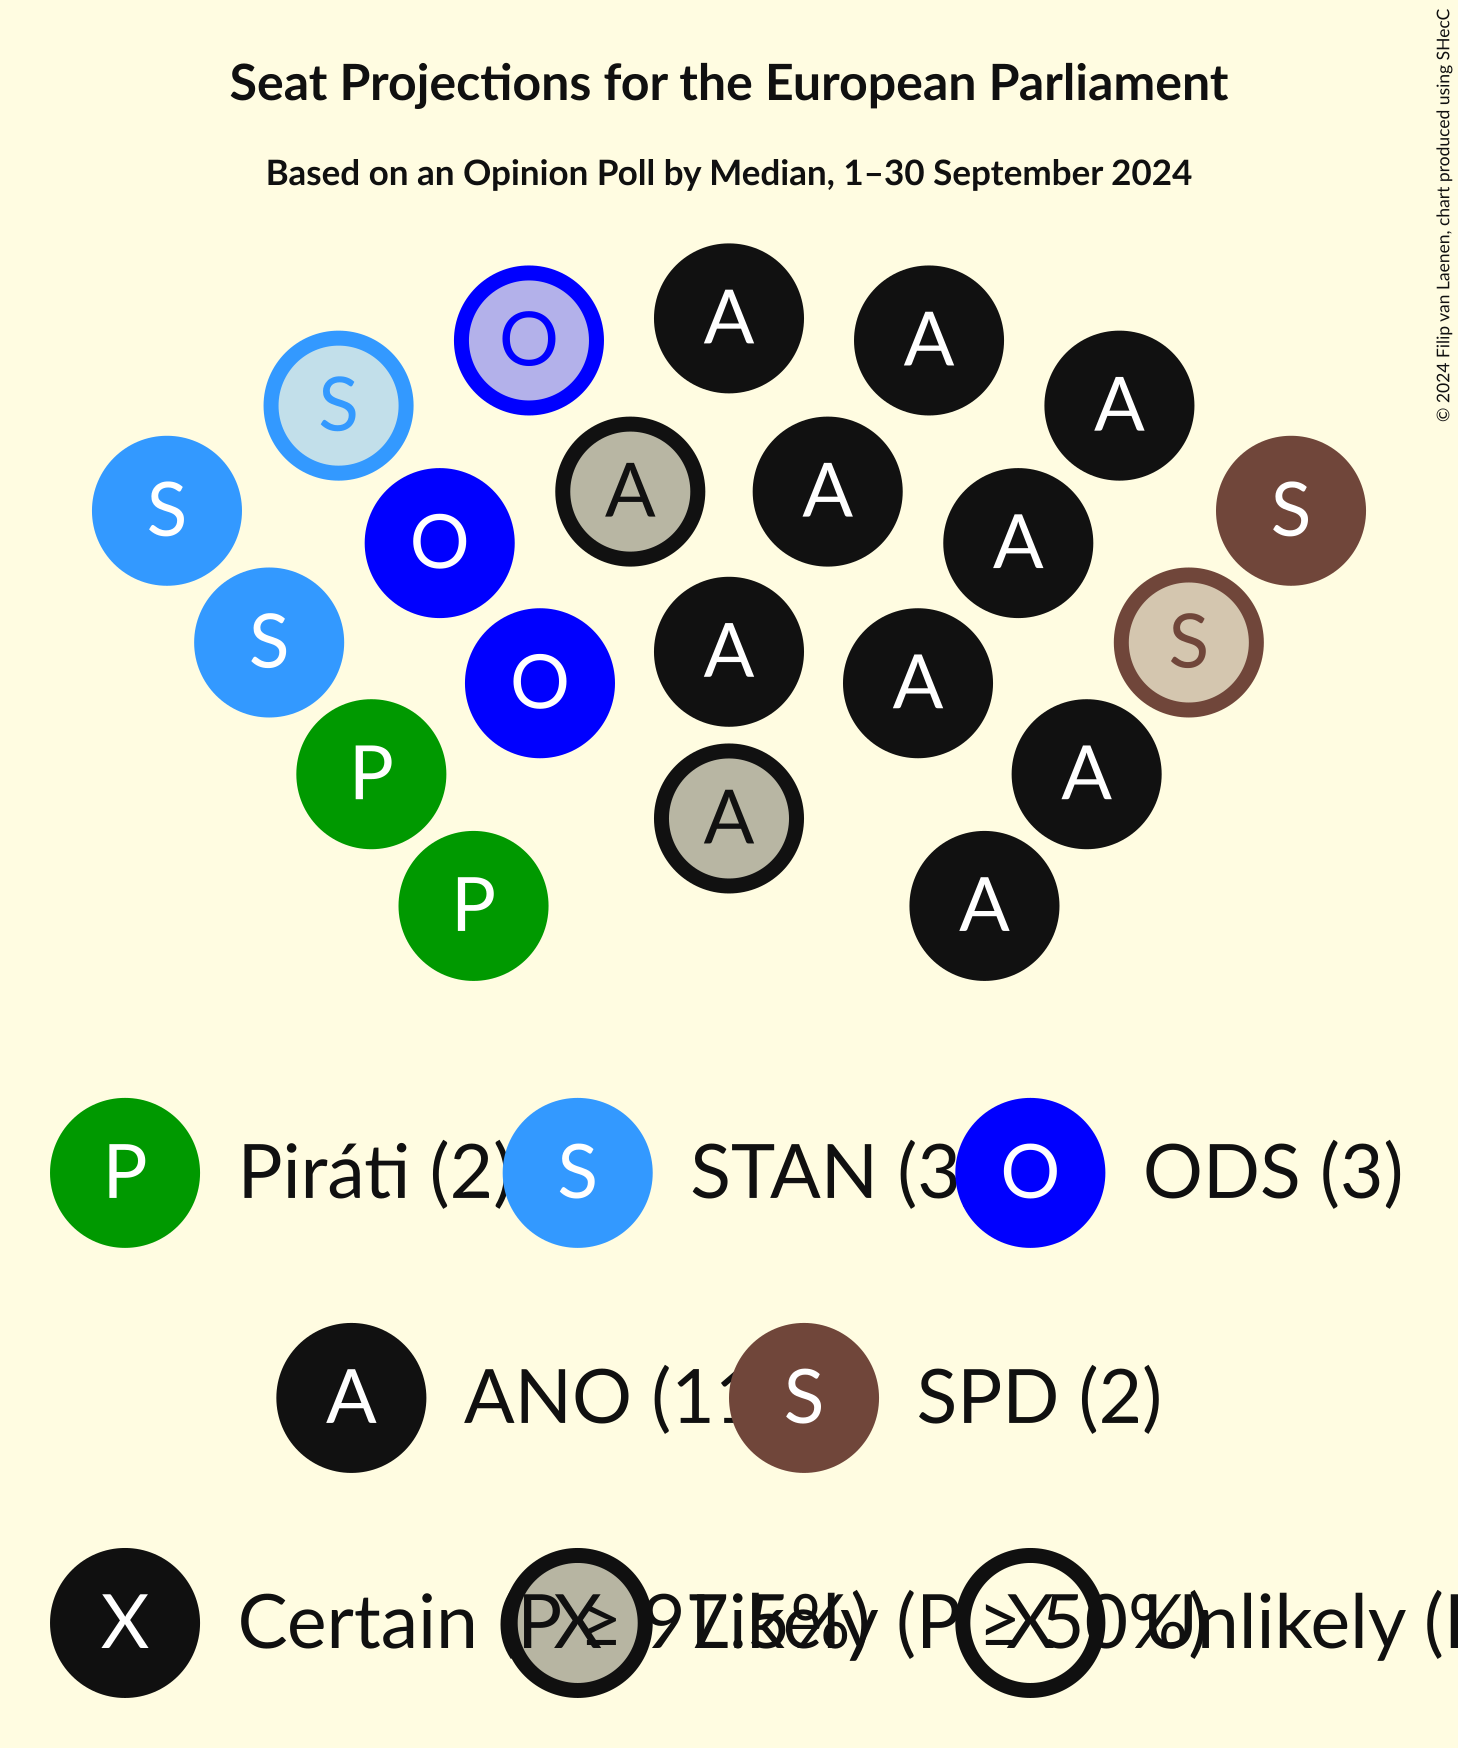 Seat Projections for the European Parliament
Based on an Opinion Poll by Median, 1–30 September 2024
© 2024 Filip van Laenen, chart produced using SHecC
A
O A
S A
A A
S S
O A
A
S S
O A
P A
A
P A
P Piráti (2) S STAN (3 O ODS (3)
A ANO (11 S SPD (2)
X Certain (P ≥ 97.5%) X Likely (P ≥ 50%) X Unlikely (